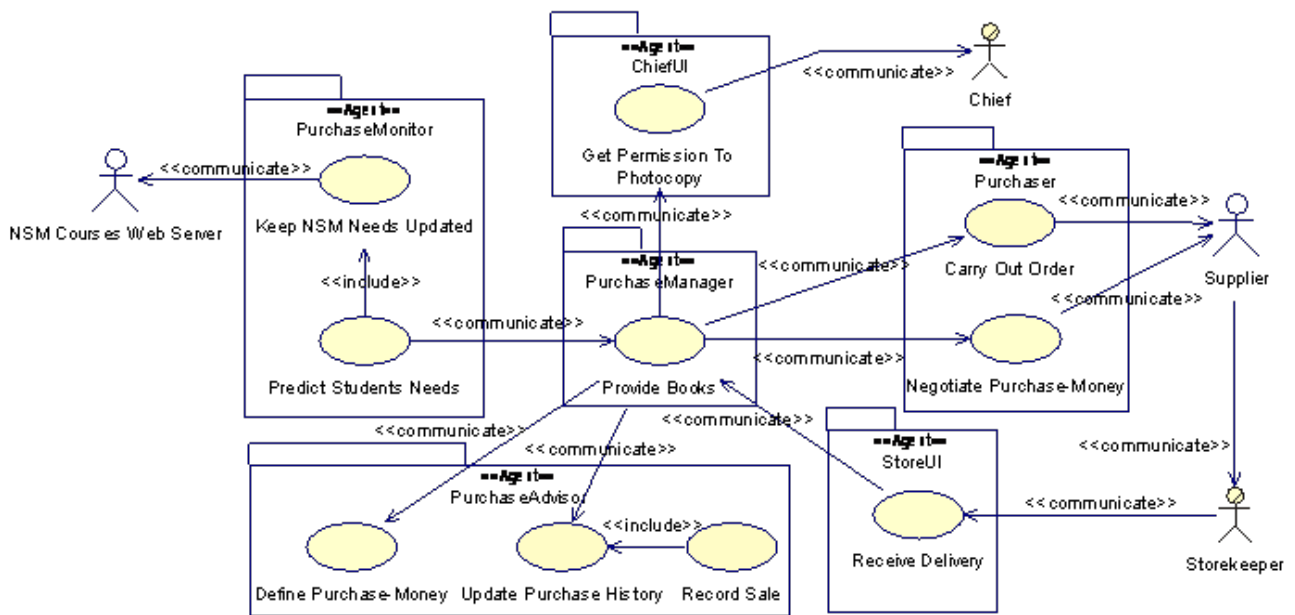 ««Agent»»
ChiefUI
<<communicate>>
Chief
Get Permission To
Photocopy
««Agent»»
PurchaseMonitor
<<communicate>>
NSM Courses Web Server
Keep NSM Needs Updated
<<include>>
Predict Students Needs
<<communicate>>
<<communicate>>
««Agent»»
PurchaseManager
Provide Books
<<communicate>>
<<communicate>>
««Agent»»
Purchaser
<<communicate>>
Carry Out Order
Supplier
<<communicate>>
Negotiate Purchase-Money
<<communicate>>
<<communicate>>
<<communicate>>
««Agent»»
PurchaseAdvisor
<<include>>
Define Purchase-Money
Update Purchase History
Record Sale
««Agent»»
StoreUI
<<communicate>>
<<communicate>>
Receive Delivery
Storekeeper